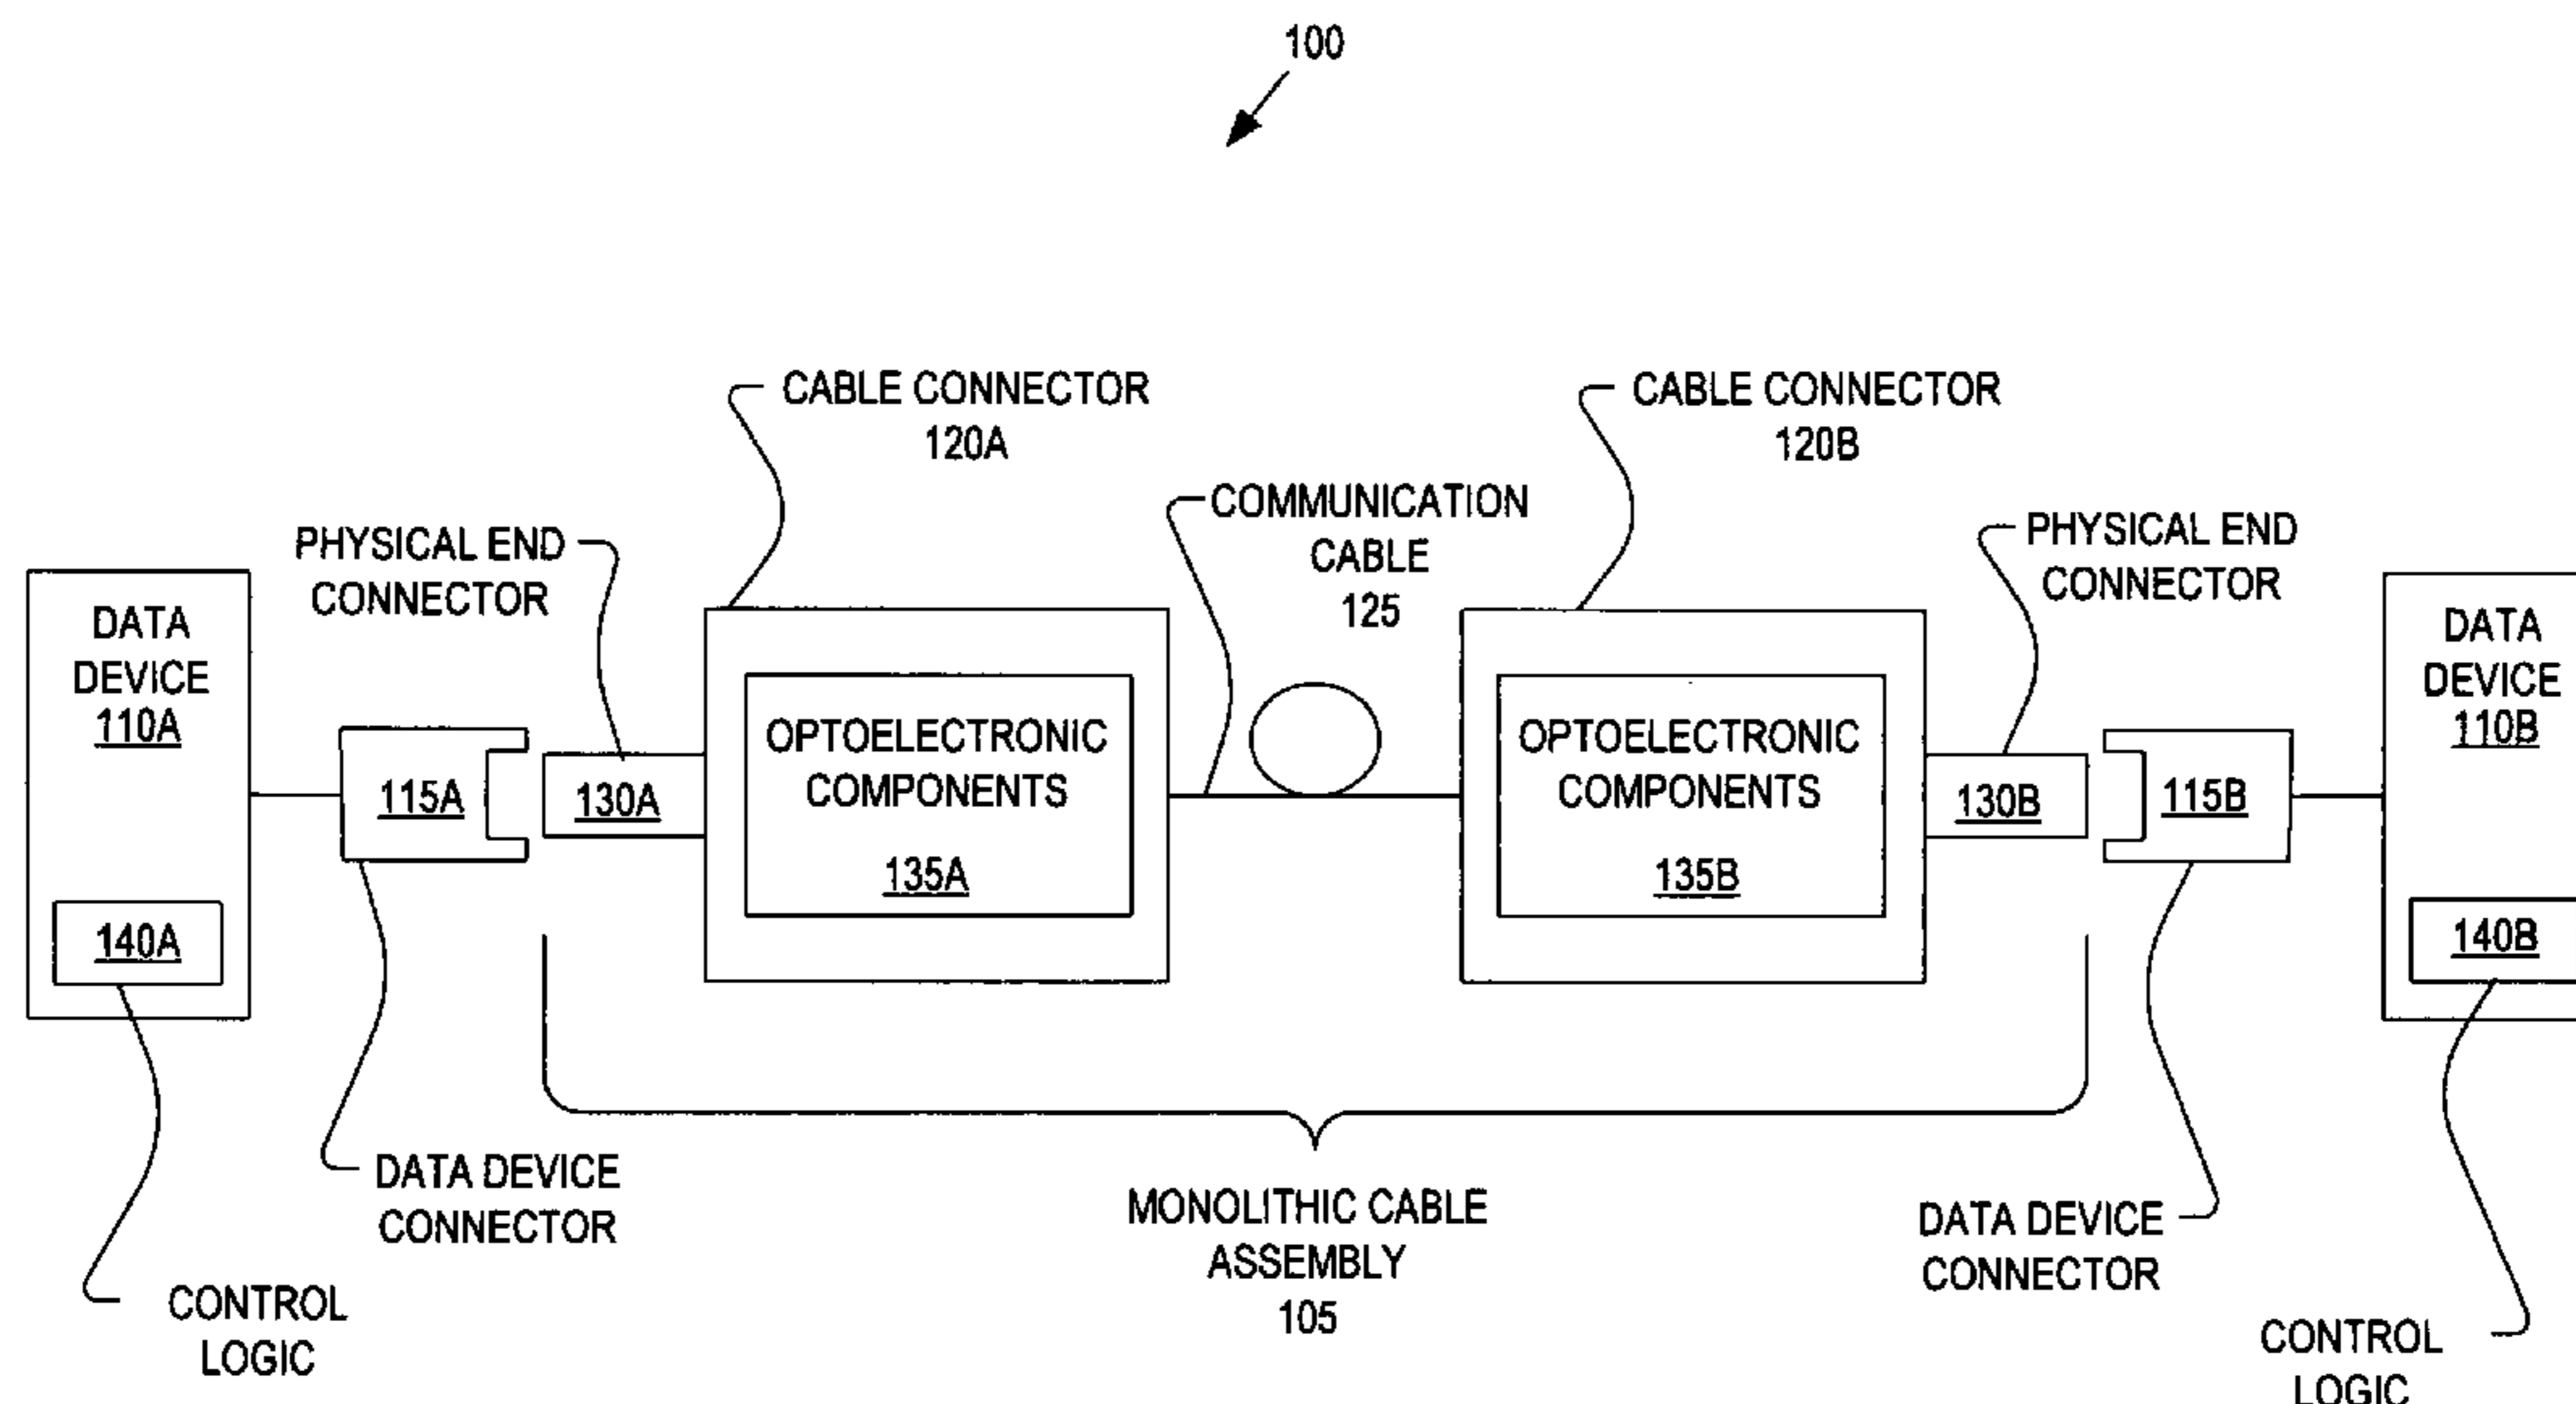 100
CABLE CONNECTOR
120A
CABLE CONNECTOR
120B
COMMUNICATION
CABLE
125
PHYSICAL END
CONNECTOR
PHYSICAL END
CONNECTOR
DATA
DEVICE
110A
115A
130A
OPTOELECTRONIC
COMPONENTS
135A
OPTOELECTRONIC
COMPONENTS
135B
130B
115B
DATA
DEVICE
110B
140A
140B
DATA DEVICE
CONNECTOR
MONOLITHIC CABLE
ASSEMBLY
105
DATA DEVICE
CONNECTOR
CONTROL
LOGIC
CONTROL
LOGIC